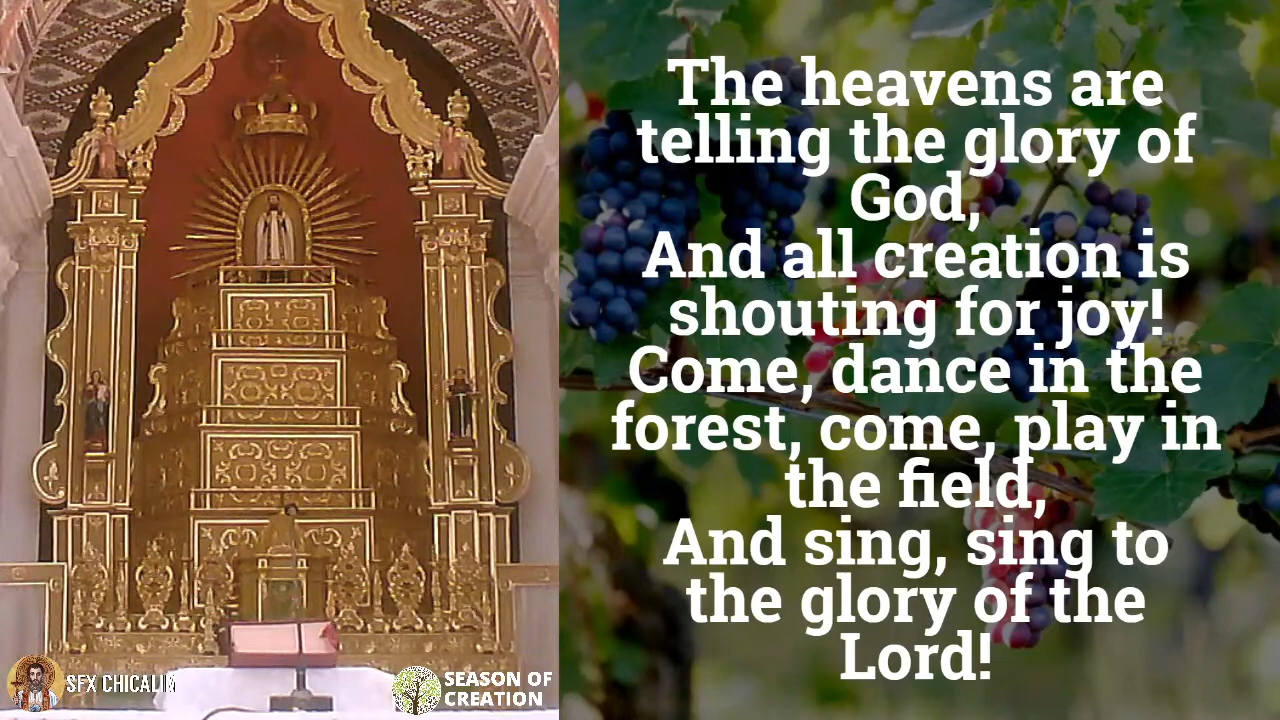 The heavens are
telling the glory of
God,
And all creation is
shouting for joy!
Come, dance in the
forest, come, play in
the field,
And sing, sing to
the glory of the
Lord!
SFX CHICALIM
SEASON OF
CREATION